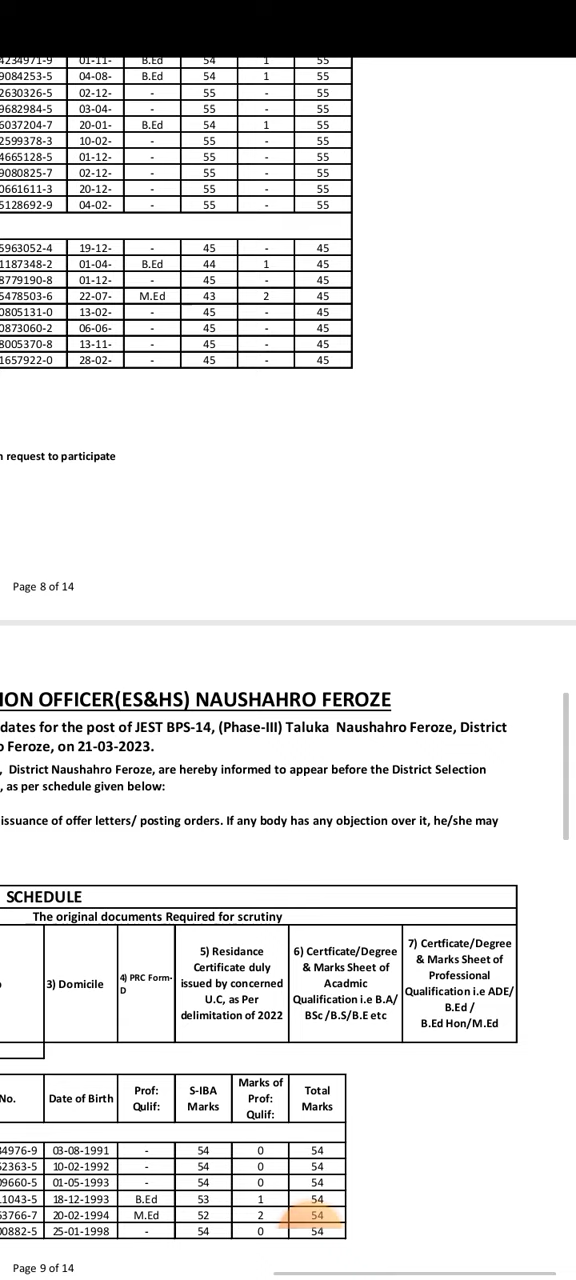 4234971-9 01-11- B.Ed 54 1 55
9084253-5 04-08- B.Ed 54 1 55
2630326-5 02-12- - 55 - 55
9682984-5 03-04- - 55 - 55
6037204-7 20-01- B.Ed 54 1 55
2599378-3 10-02- - 55 - 55
4665128-5 01-12- - 55 - 55
9080825-7 02-12- - 55 - 55
0661611-3 20-12- - 55 - 55
5128692-9 04-02- - 55 - 55
5963052-4 19-12- - 45 - 45
1187348-2 01-04- B.Ed 44 1 45
8779190-8 01-12- - 45 - 45
5478503-6 22-07- M.Ed 43 2 45
0805131-0 13-02- - 45 - 45
0873060-2 06-06- - 45 - 45
8005370-8 13-11- - 45 - 45
1657922-0 28-02- - 45 - 45
request to participate
Page 8 of 14
ION OFFICER(ES&HS) NAUSHAHRO FEROZE
dates for the post of JEST BPS-14, (Phase-III) Taluka Naushahro Feroze, District
Feroze, on 21-03-2023.
, District Naushahro Feroze, are hereby informed to appear before the District Selection
, as per schedule given below:
issuance of offer letters/ posting orders. If any body has any objection over it, he/she may
SCHEDULE
The original documents Required for scrutiny
3) Domicile
4) PRC Form-
D
5) Residance
Certificate duly
issued by concerned
U.C, as Per
delimitation of 2022
6) Certficate/Degree
& Marks Sheet of
Acadmic
Qualification i.e B.A/
BSc /B.S/B.E etc
7) Certficate/Degree
& Marks Sheet of
Professional
Qualification i.e ADE/
B.Ed /
B.Ed Hon/M.Ed
No. Date of Birth Prof: Qulif: S-IBA Marks Marks of Prof: Qulif: Total Marks
34976-9 03-08-1991 - 54 0 54
52363-5 10-02-1992 - 54 0 54
09660-5 01-05-1993 - 54 0 54
11043-5 18-12-1993 B.Ed 53 1 54
63766-7 20-02-1994 M.Ed 52 2 54
00882-5 25-01-1998 - 54 0 54
Page 9 of 14